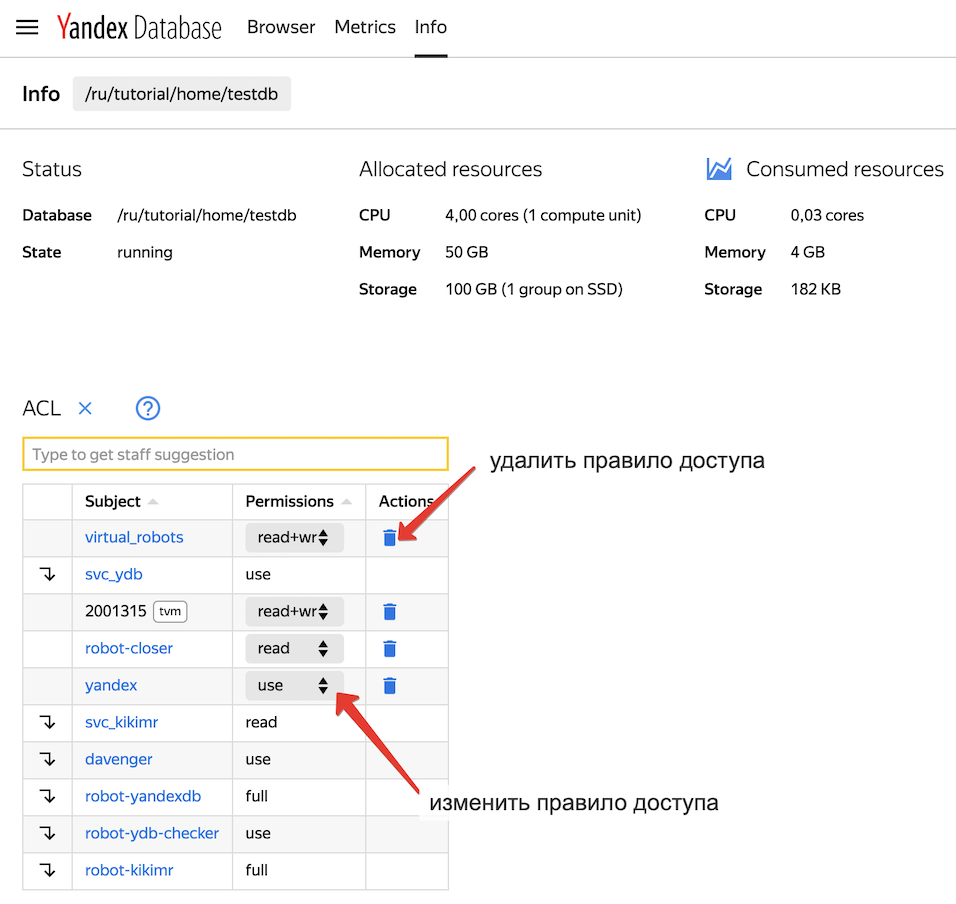 Yandex Database Browser Metrics Info
Info /ru/tutorial/home/testdb
Status Allocated resources Consumed resources
Database /ru/tutorial/home/testdb CPU 4,00 cores (1 compute unit) CPU 0,03 cores
State running Memory 50 GB Memory 4 GB
Storage 100 GB (1 group on SSD) Storage 182 KB
ACL
Type to get staff suggestion
удалить правило доступа
Subject Permissions Actions
virtual_robots read+wr
svc_ydb use
2001315 tvm read+wr
robot-closer read
yandex use
svc_kikimr read
davenger use
robot-yandexdb full
изменить правило доступа
robot-ydb-checker use
robot-kikimr full